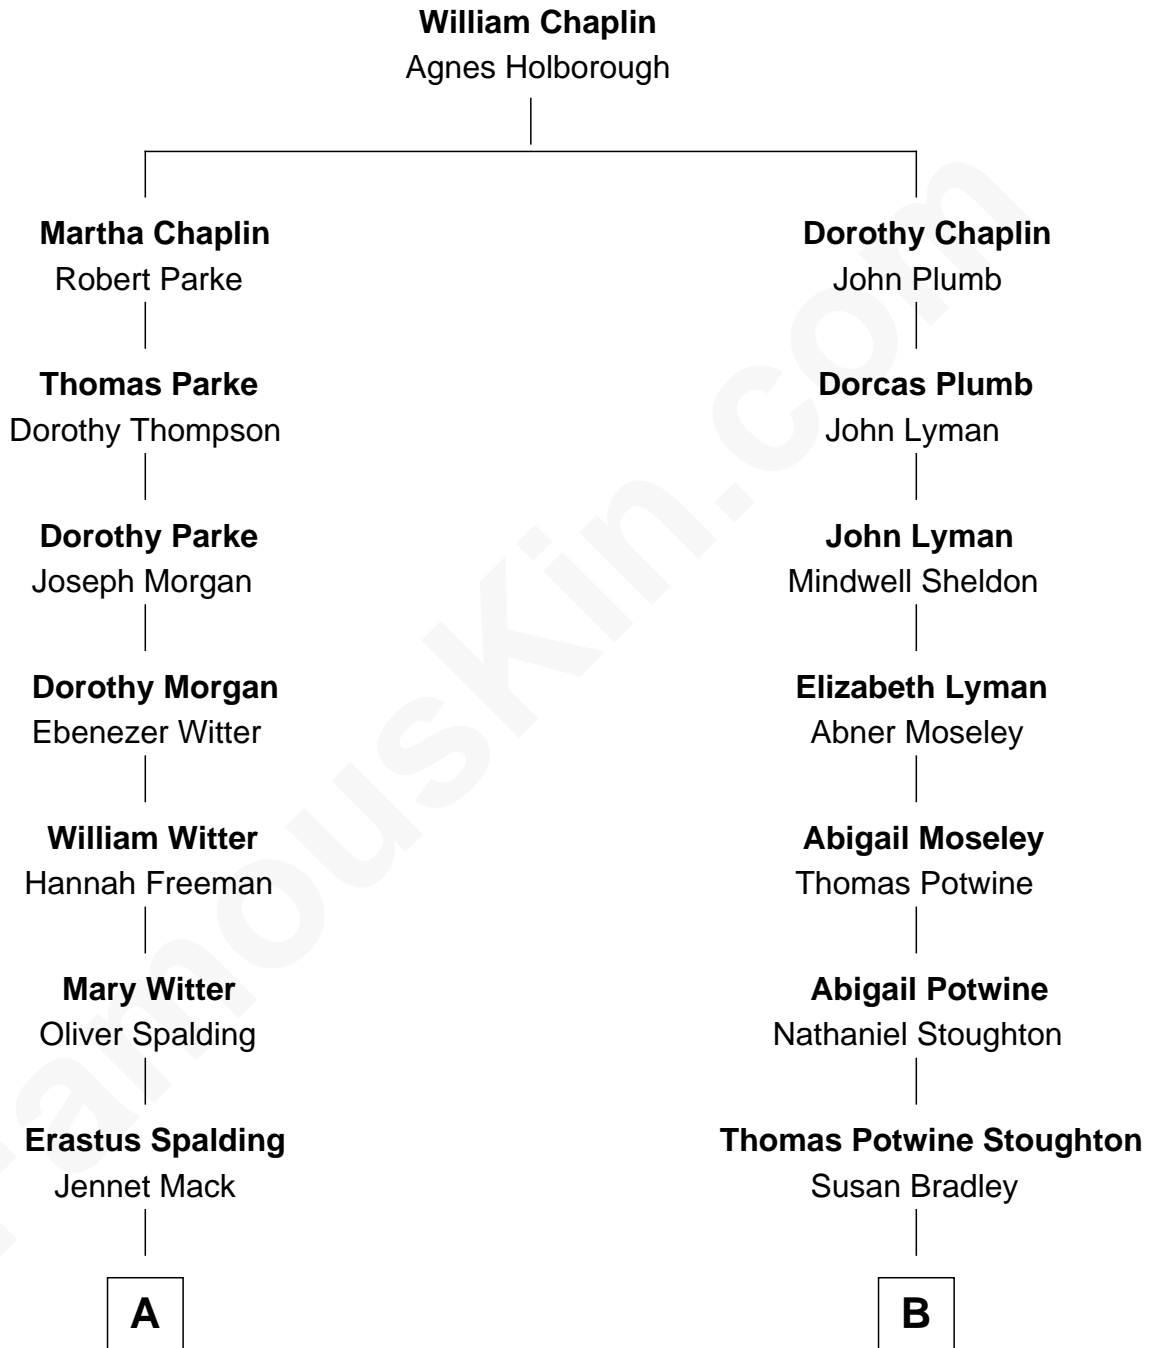 William Chaplin
Agnes Holborough
Martha Chaplin
Robert Parke
Dorothy Chaplin
John Plumb
Thomas Parke
Dorothy Thompson
Dorcas Plumb
John Lyman
Dorothy Parke
Joseph Morgan
John Lyman
Mindwell Sheldon
Dorothy Morgan
Ebenezer Witter
Elizabeth Lyman
Abner Moseley
William Witter
Hannah Freeman
Abigail Moseley
Thomas Potwine
Mary Witter
Oliver Spalding
Abigail Potwine
Nathaniel Stoughton
Erastus Spalding
Jennet Mack
Thomas Potwine Stoughton
Susan Bradley
A
B
FamousKin.com